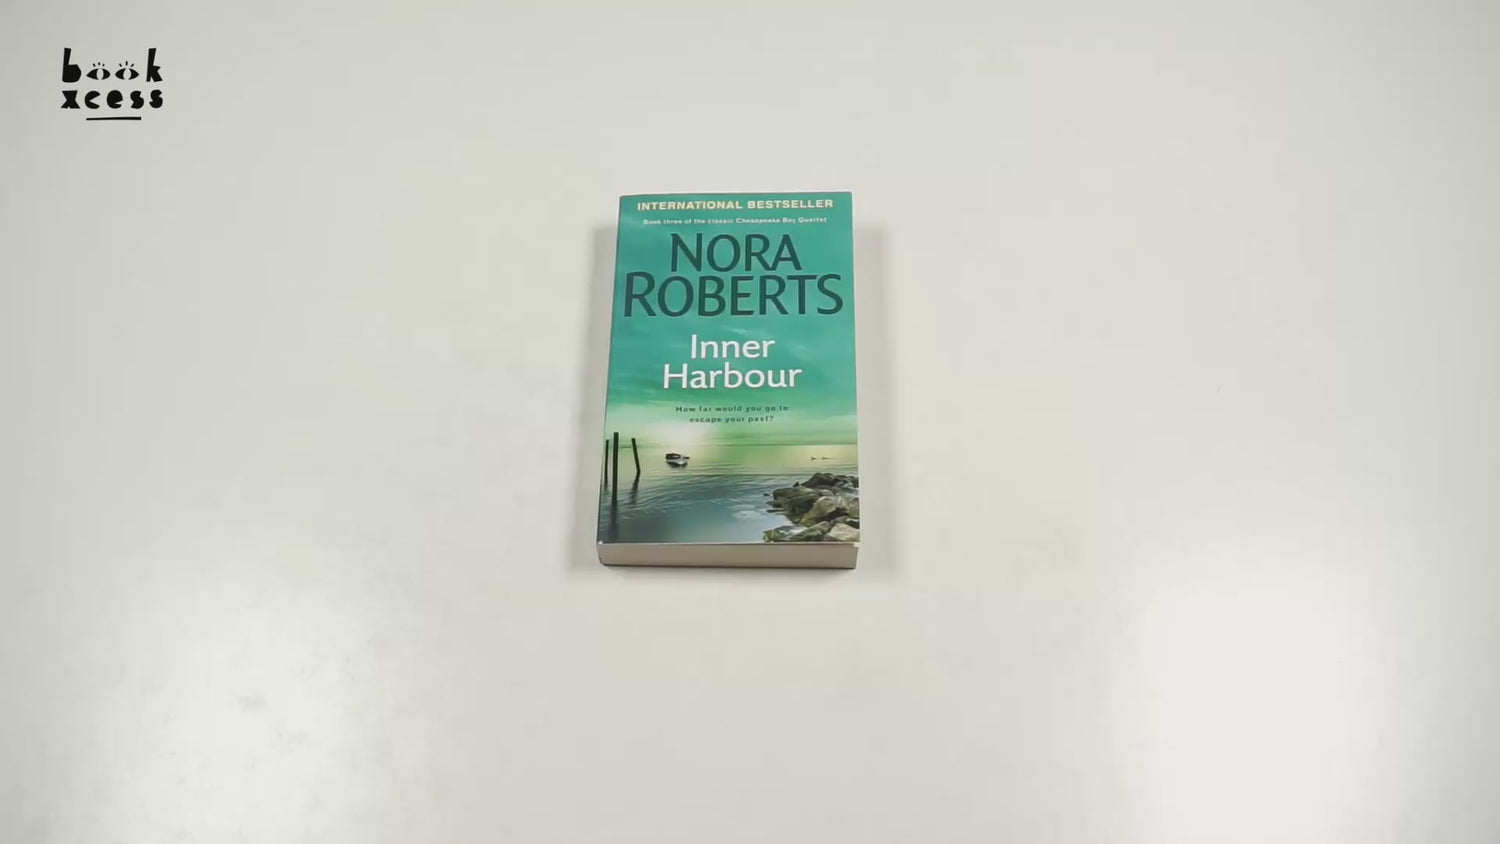 book
xcess
INTERNATIONAL BESTSELLER
Book three of the classic Chesapeake Bay Quartet
NORA
ROBERTS
Inner
Harbour
How far would you go to
escape your past?